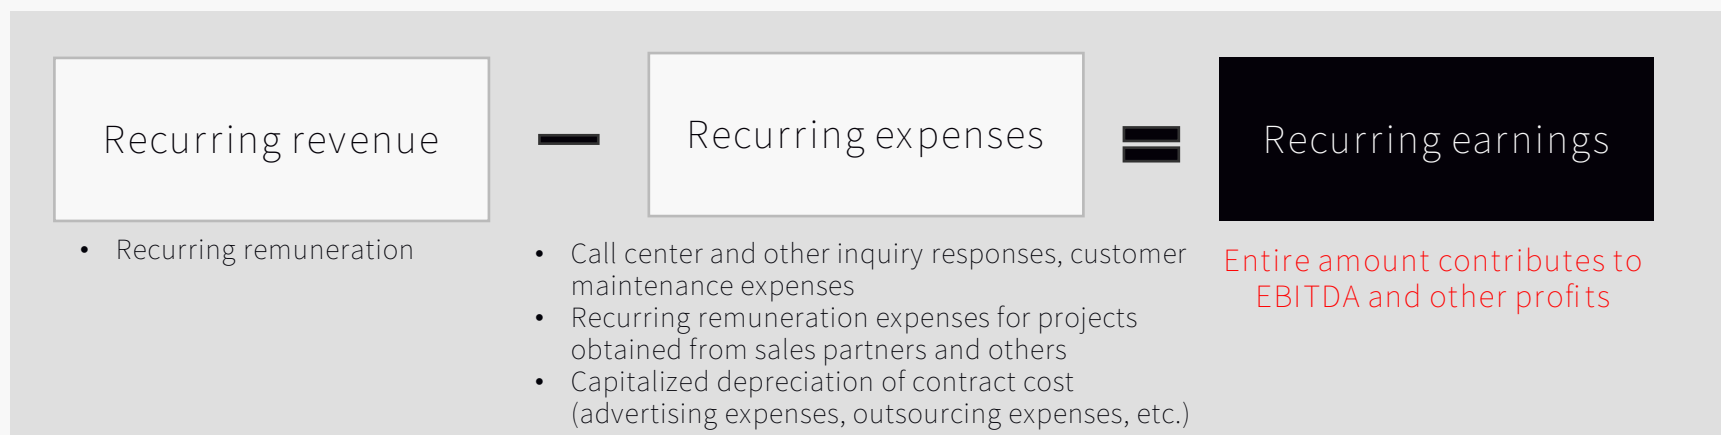 Recurring revenue
Recurring expenses
Recurring earnings
• Recurring remuneration
• Call center and other inquiry responses, customer
maintenance expenses
• Recurring remuneration expenses for projects
obtained from sales partners and others
• Capitalized depreciation of contract cost
(advertising expenses, outsourcing expenses, etc.)
Entire amount contributes to
EBITDA and other profits